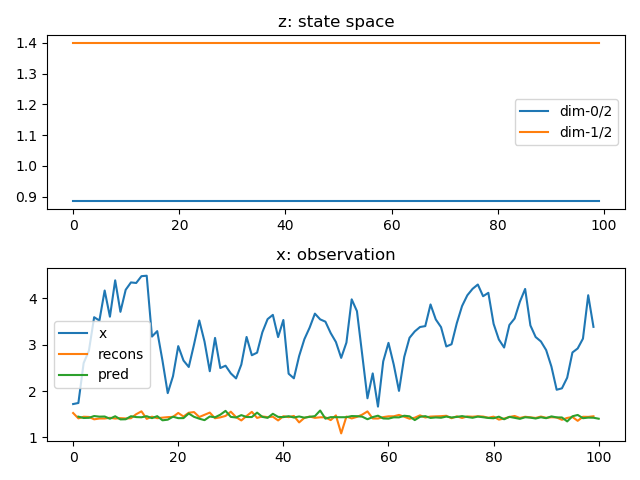 z: state space
1.4
1.3
1.2
1.1
1.0
0.9
dim-0/2
dim-1/2
0 20 40 60 80 100
x: observation
4
3
2
1
x
recons
pred
0 20 40 60 80 100